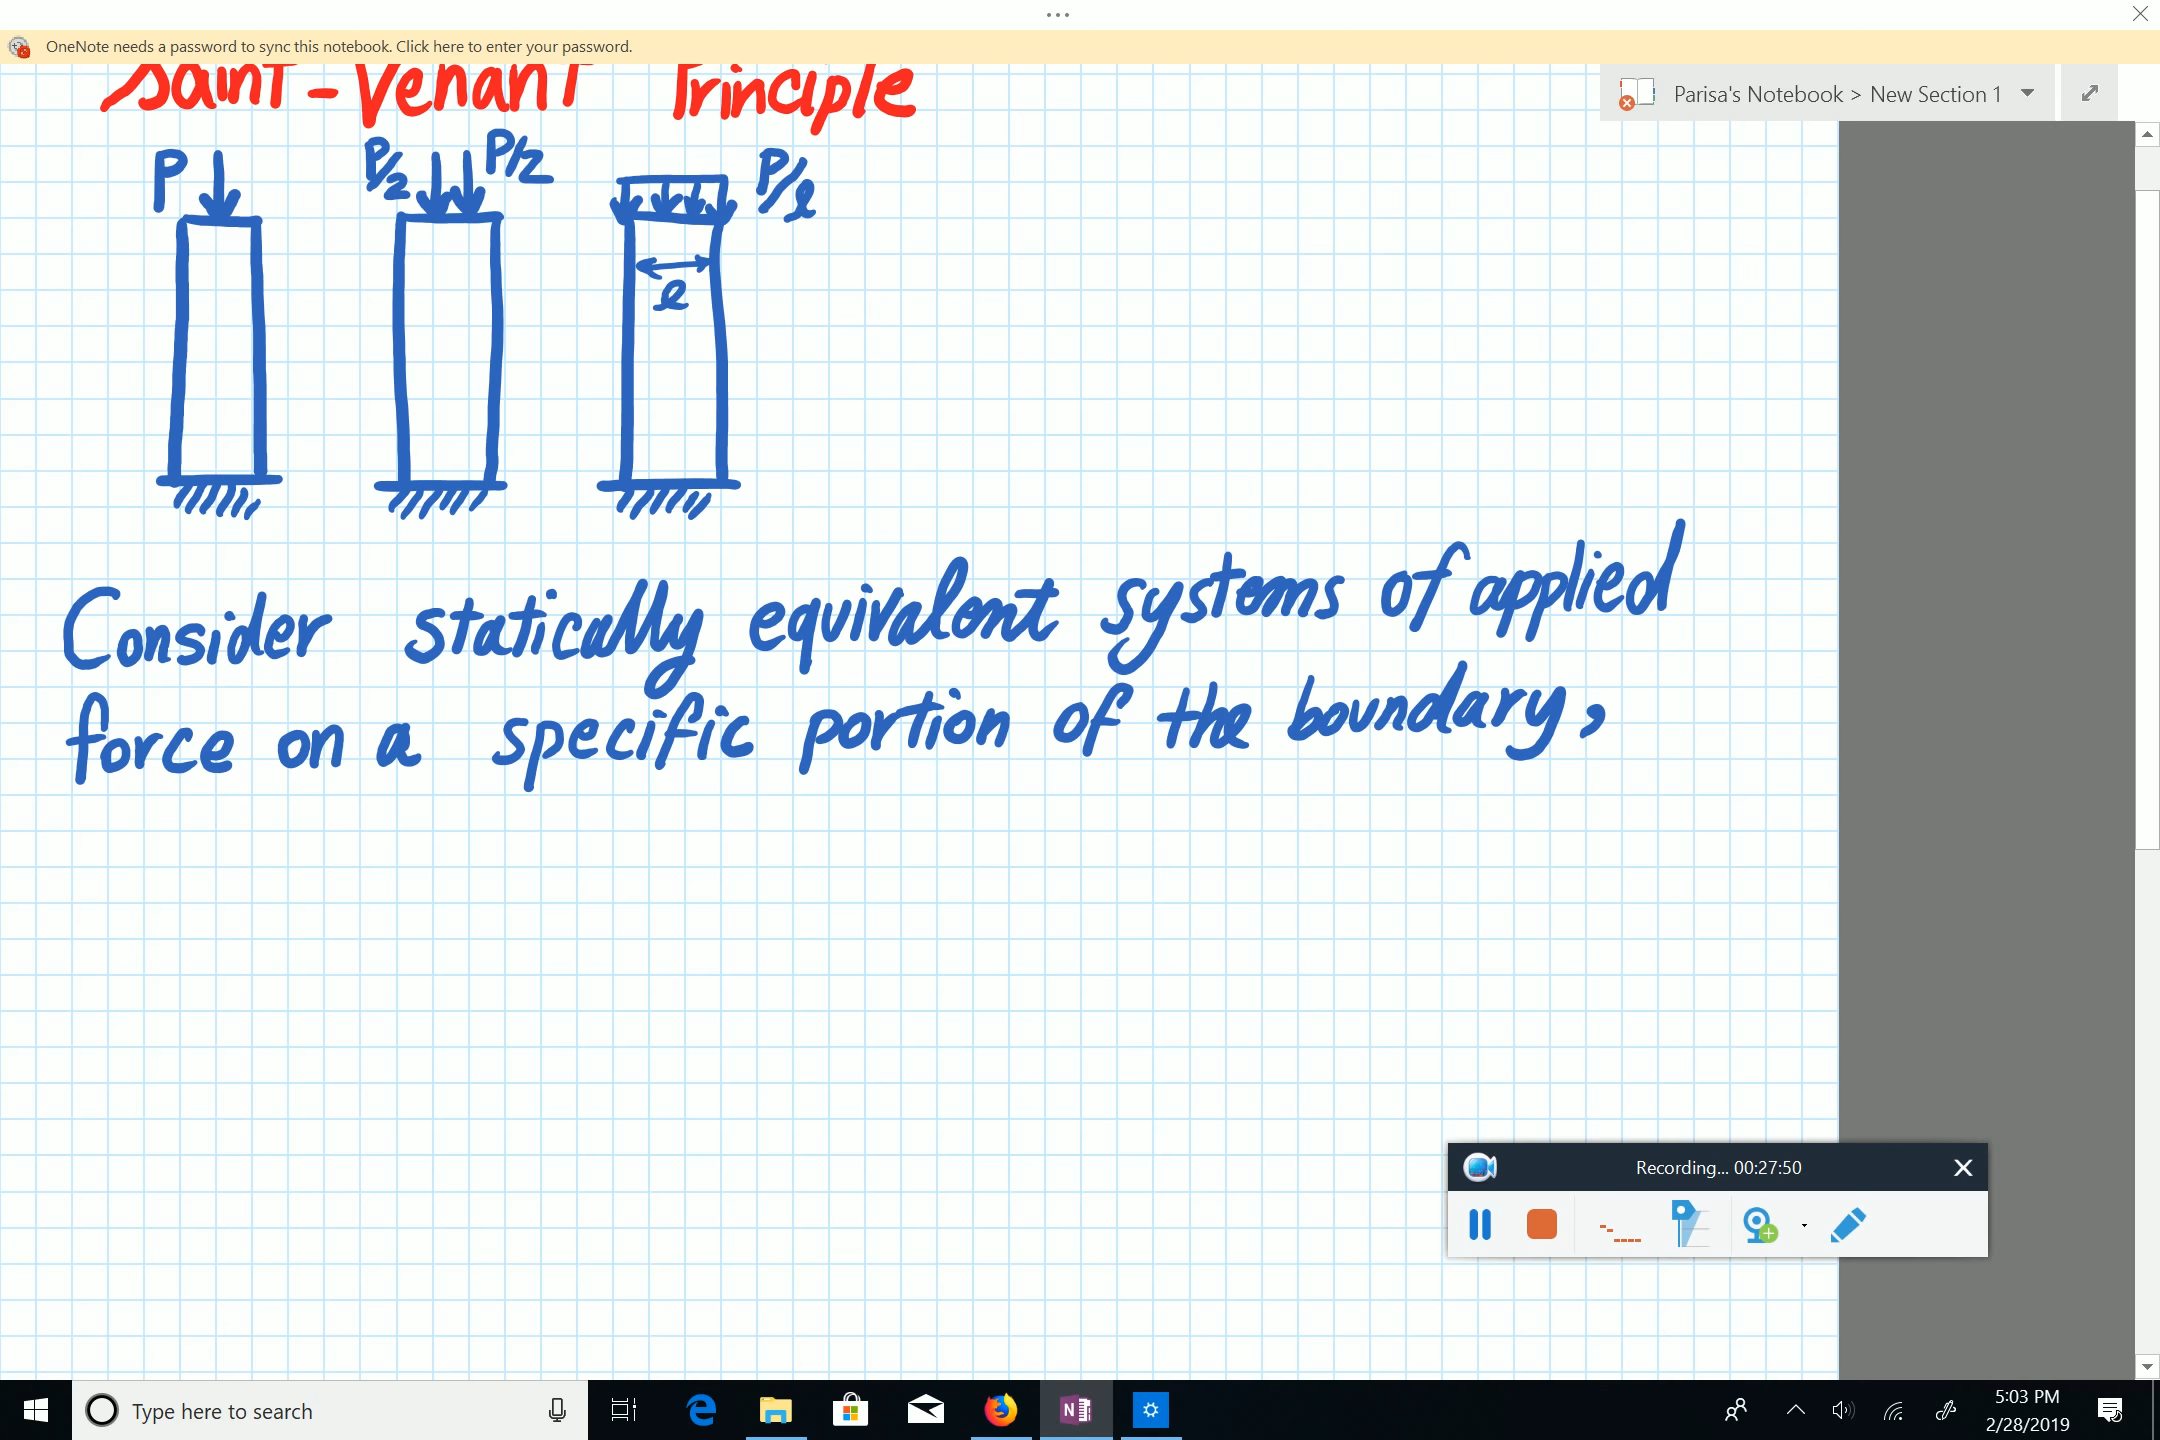 OneNote needs a password to sync this notebook. Click here to enter your password.
Saint-Venant Principle
Parisa's Notebook > New Section 1
P
P/2 P/2
P/l
l
Consider statically equivalent systems of applied
force on a specific portion of the boundary,
Recording... 00:27:50
Type here to search
5:03 PM
2/28/2019